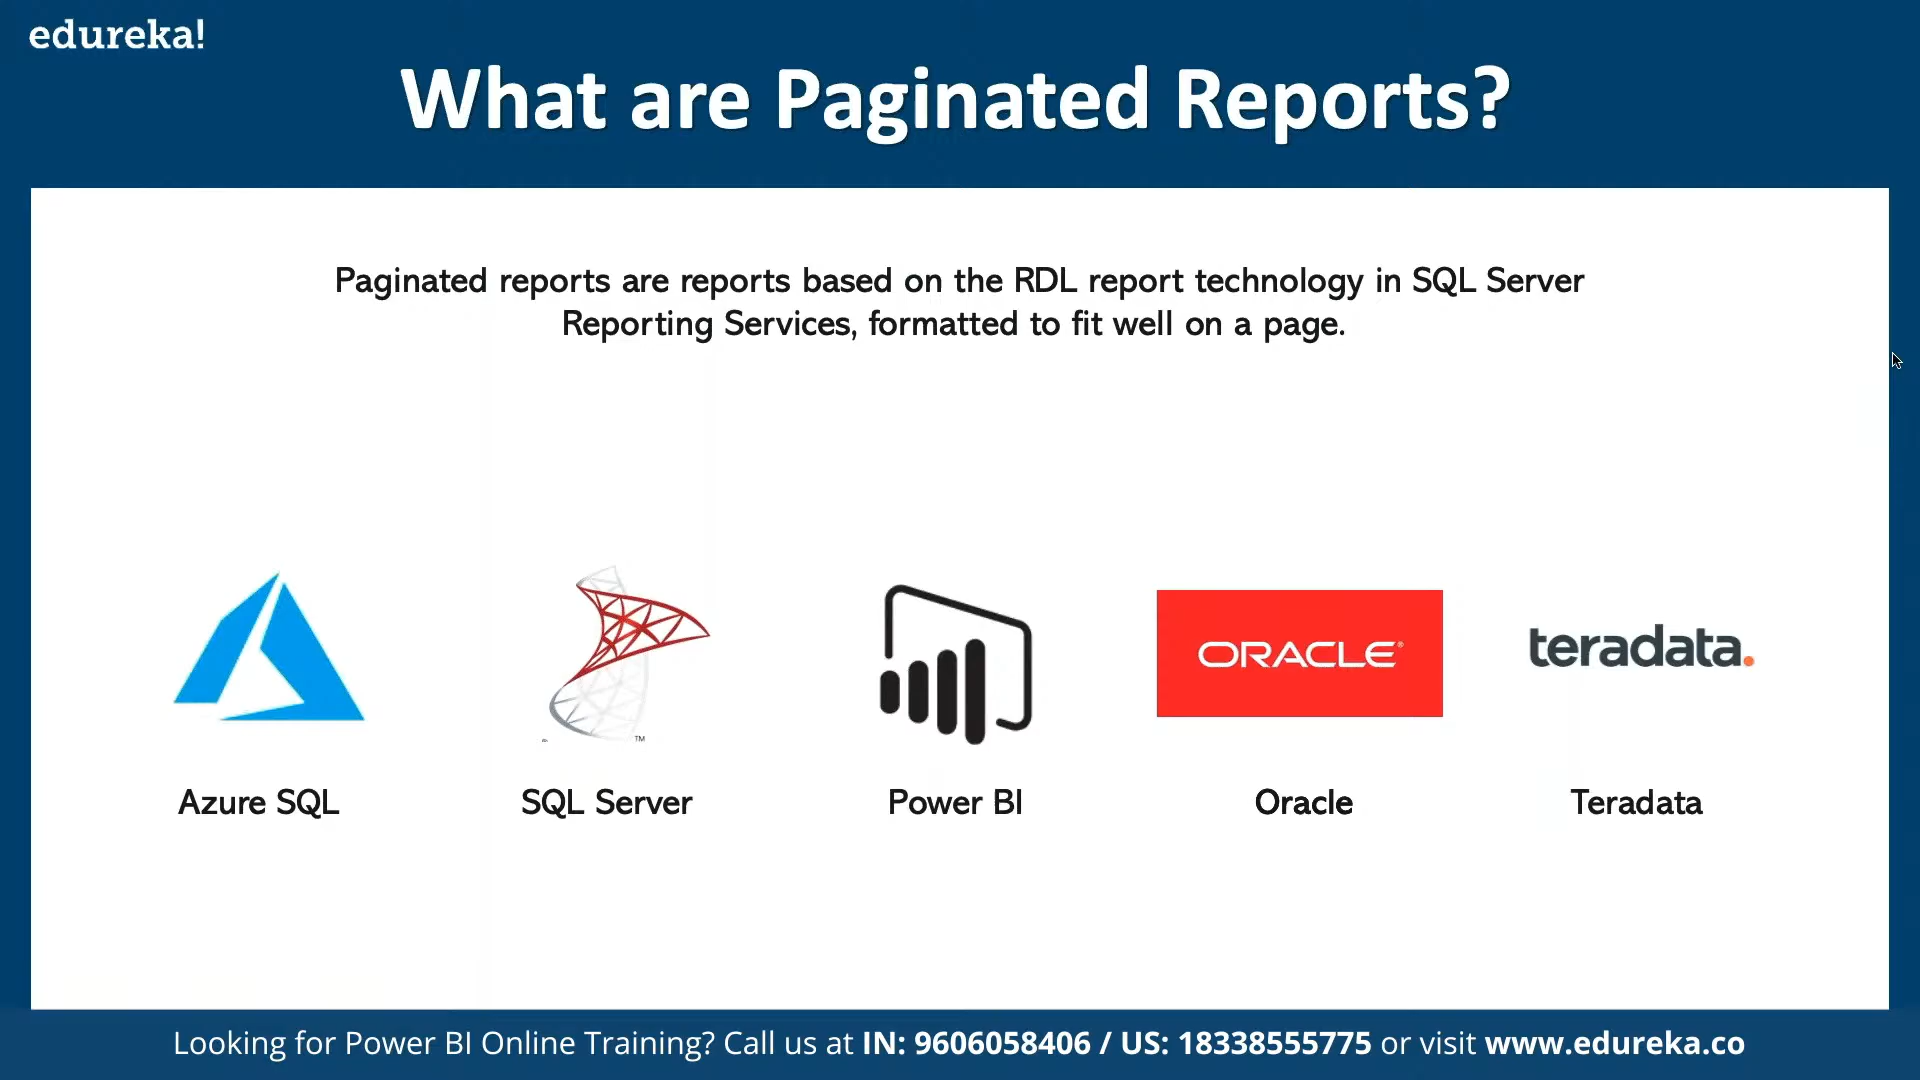 edureka!
What are Paginated Reports?
Paginated reports are reports based on the RDL report technology in SQL Server
Reporting Services, formatted to fit well on a page.
ORACLE®
teradata.
TM
Azure SQL
SQL Server
Power BI
Oracle
Teradata
Looking for Power BI Online Training? Call us at IN: 9606058406 / US: 18338555775 or visit www.edureka.co